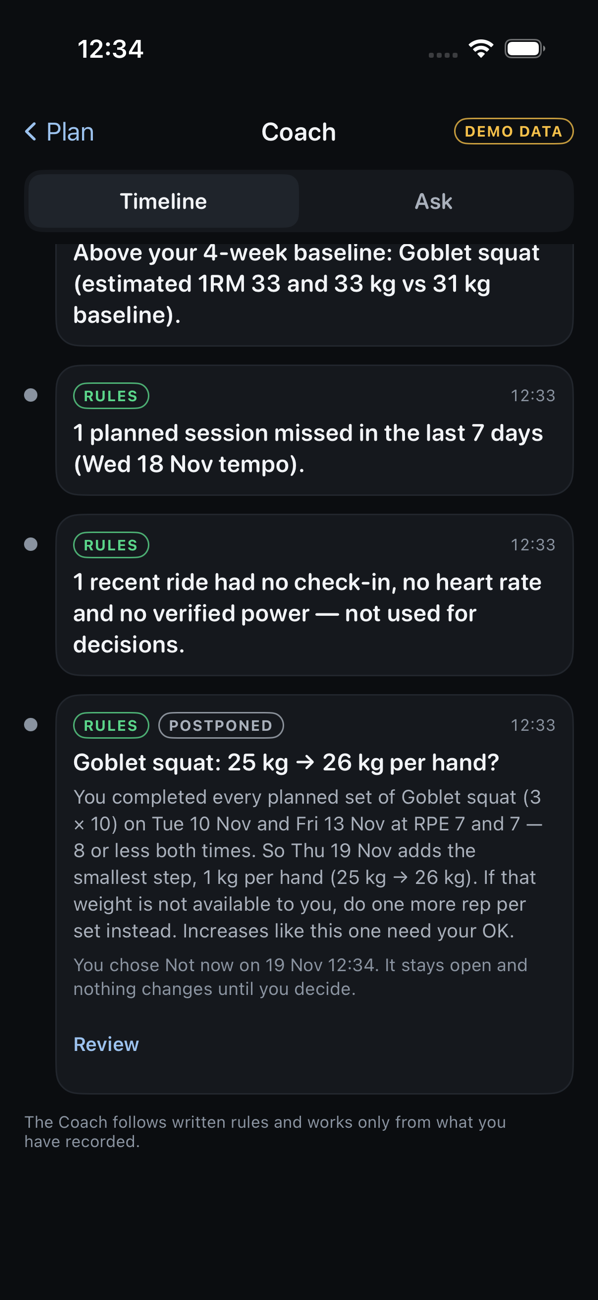 12:34
Plan
Coach
DEMO DATA
Timeline
Ask
Above your 4-week baseline: Goblet squat
(estimated 1RM 33 and 33 kg vs 31 kg
baseline).
RULES
12:33
1 planned session missed in the last 7 days
(Wed 18 Nov tempo).
RULES
12:33
1 recent ride had no check-in, no heart rate
and no verified power — not used for
decisions.
RULES
POSTPONED
12:33
Goblet squat: 25 kg → 26 kg per hand?
You completed every planned set of Goblet squat (3
× 10) on Tue 10 Nov and Fri 13 Nov at RPE 7 and 7 —
8 or less both times. So Thu 19 Nov adds the
smallest step, 1 kg per hand (25 kg → 26 kg). If that
weight is not available to you, do one more rep per
set instead. Increases like this one need your OK.
You chose Not now on 19 Nov 12:34. It stays open and
nothing changes until you decide.
Review
The Coach follows written rules and works only from what you
have recorded.